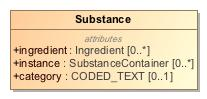 Substance
attributes
+ingredient : Ingredient [0..*]
+instance : SubstanceContainer [0..*]
+category : CODED_TEXT [0..1]